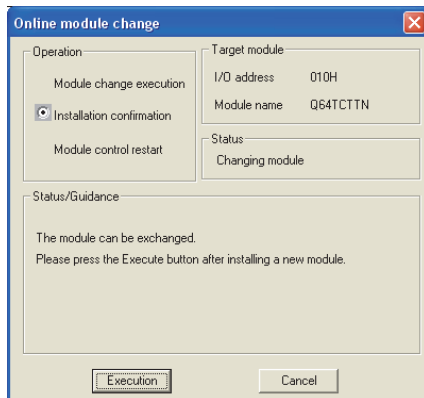 Online module change
Operation
Module change execution
Installation confirmation
Module control restart
Target module
I/O address 010H
Module name Q64TCTTN
Status
Changing module
Status/Guidance
The module can be exchanged.
Please press the Execute button after installing a new module.
Execution
Cancel